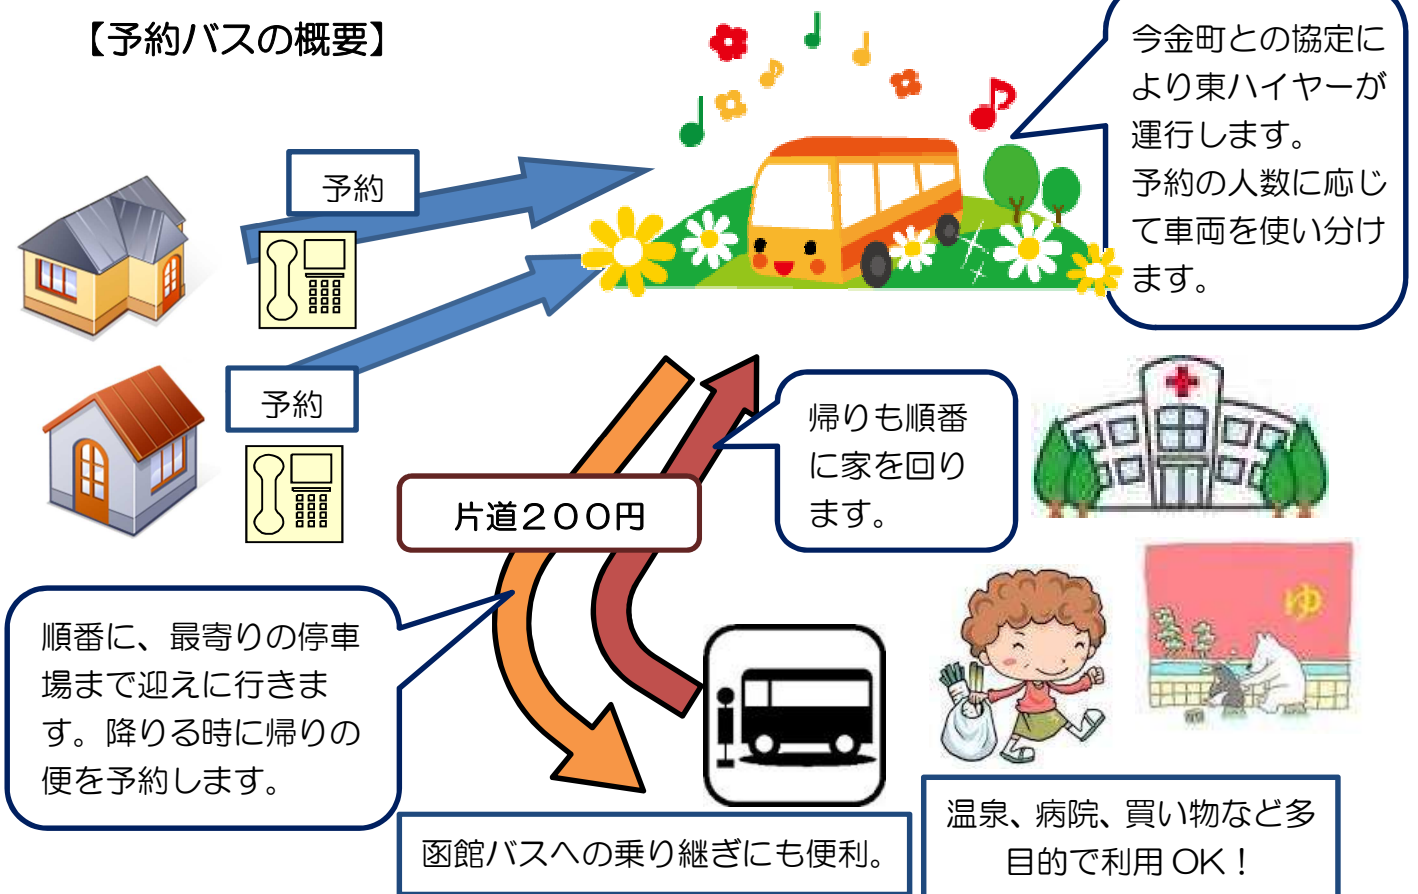 【予約バスの概要】
今金町との協定に
より東ハイヤーが
運行します。
予約の人数に応じ
て車両を使い分け
ます。
予約
予約
帰りも順番
に家を回り
ます。
片道２００円
ゆ
順番に、最寄りの停車
場まで迎えに行きま
す。降りる時に帰りの
便を予約します。
函館バスへの乗り継ぎにも便利。
温泉、病院、買い物など多
目的で利用 OK！